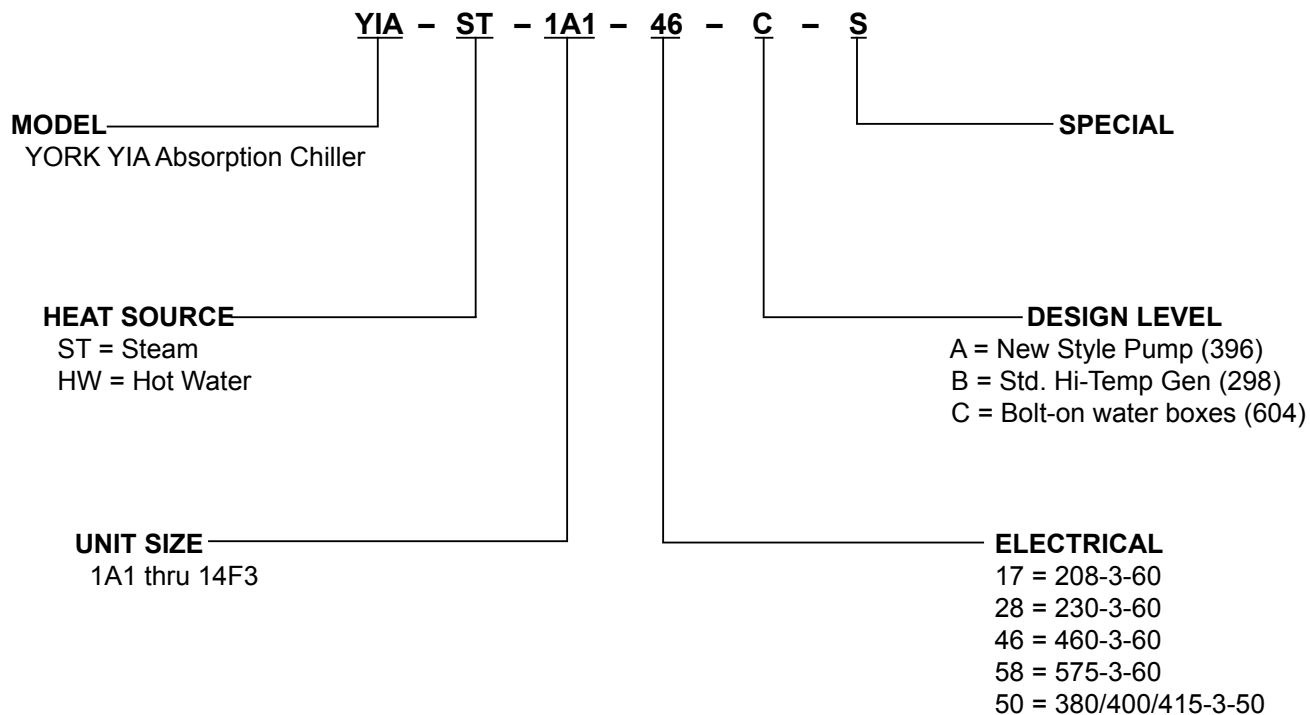 YIA – ST – 1A1 – 46 – C – S
MODEL
YORK YIA Absorption Chiller
SPECIAL
HEAT SOURCE
ST = Steam
HW = Hot Water
DESIGN LEVEL
A = New Style Pump (396)
B = Std. Hi-Temp Gen (298)
C = Bolt-on water boxes (604)
UNIT SIZE
1A1 thru 14F3
ELECTRICAL
17 = 208-3-60
28 = 230-3-60
46 = 460-3-60
58 = 575-3-60
50 = 380/400/415-3-50